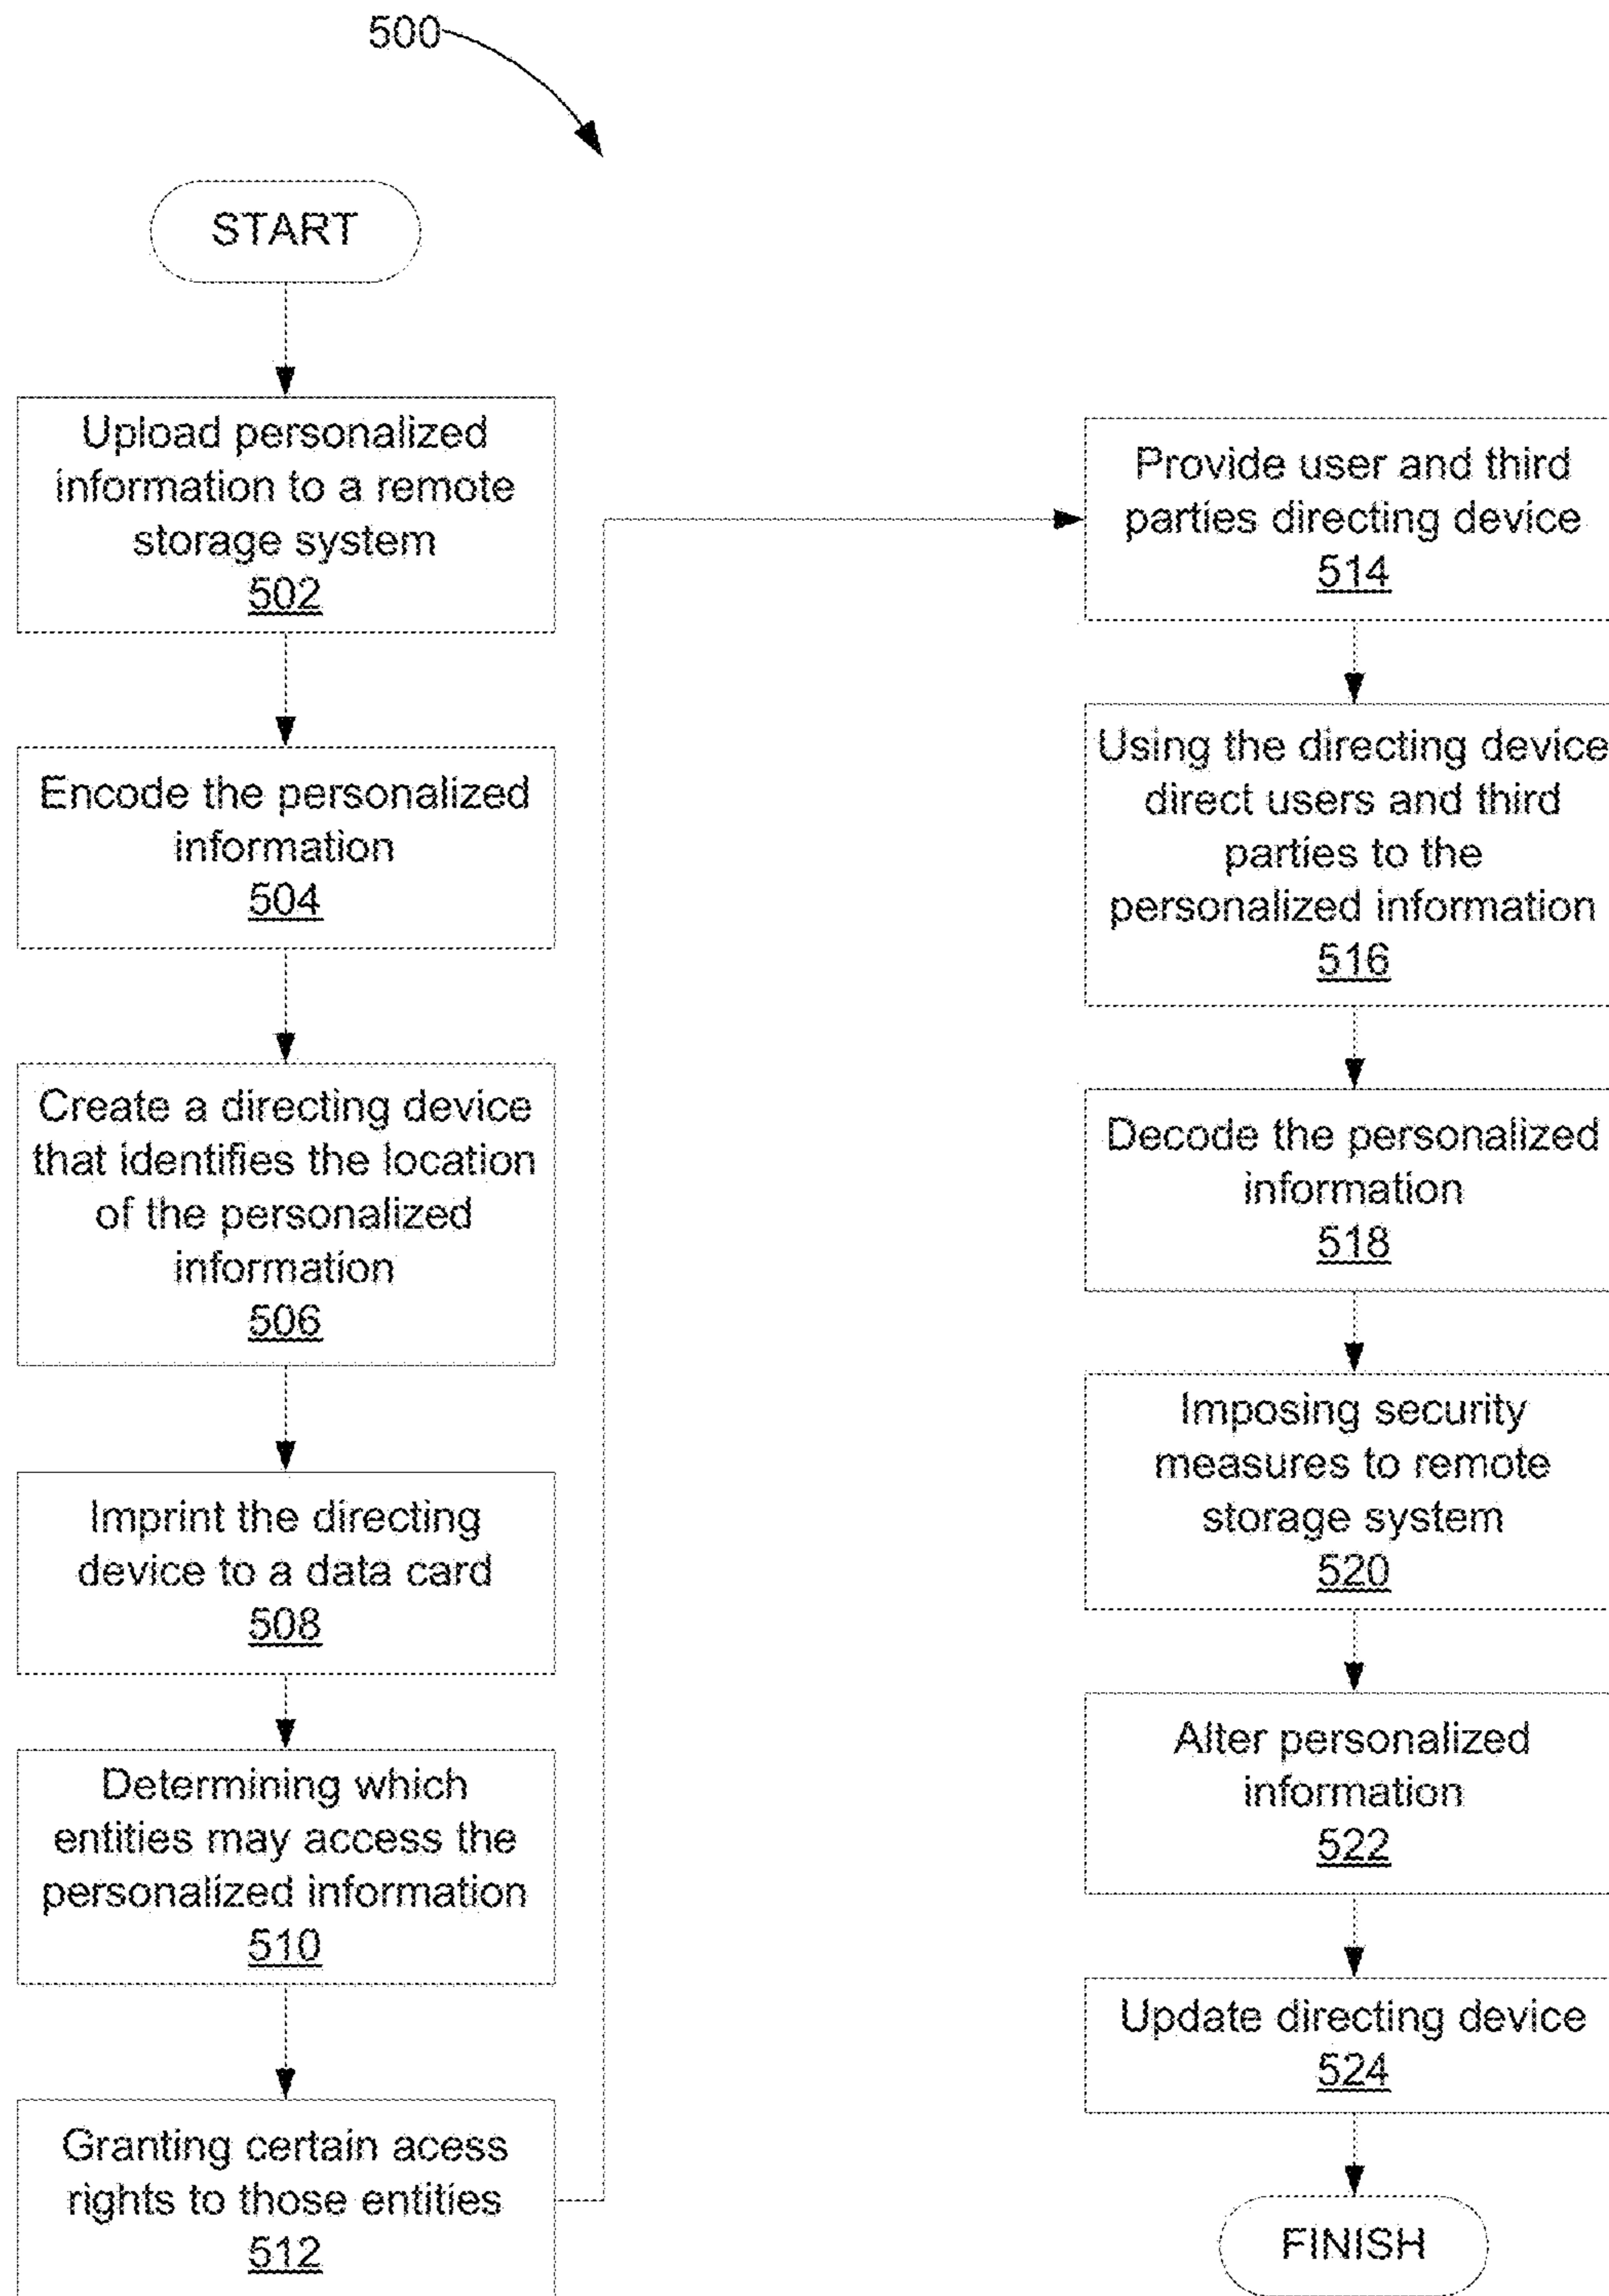 500
START
Upload personalized
information to a remote
storage system
502
Encode the personalized
information
504
Create a directing device
that identifies the location
of the personalized
information
506
Imprint the directing
device to a data card
508
Determining which
entities may access the
personalized information
510
Granting certain acess
rights to those entities
512
Provide user and third
parties directing device
514
Using the directing device
direct users and third
parties to the
personalized information
516
Decode the personalized
information
518
Imposing security
measures to remote
storage system
520
Alter personalized
information
522
Update directing device
524
FINISH